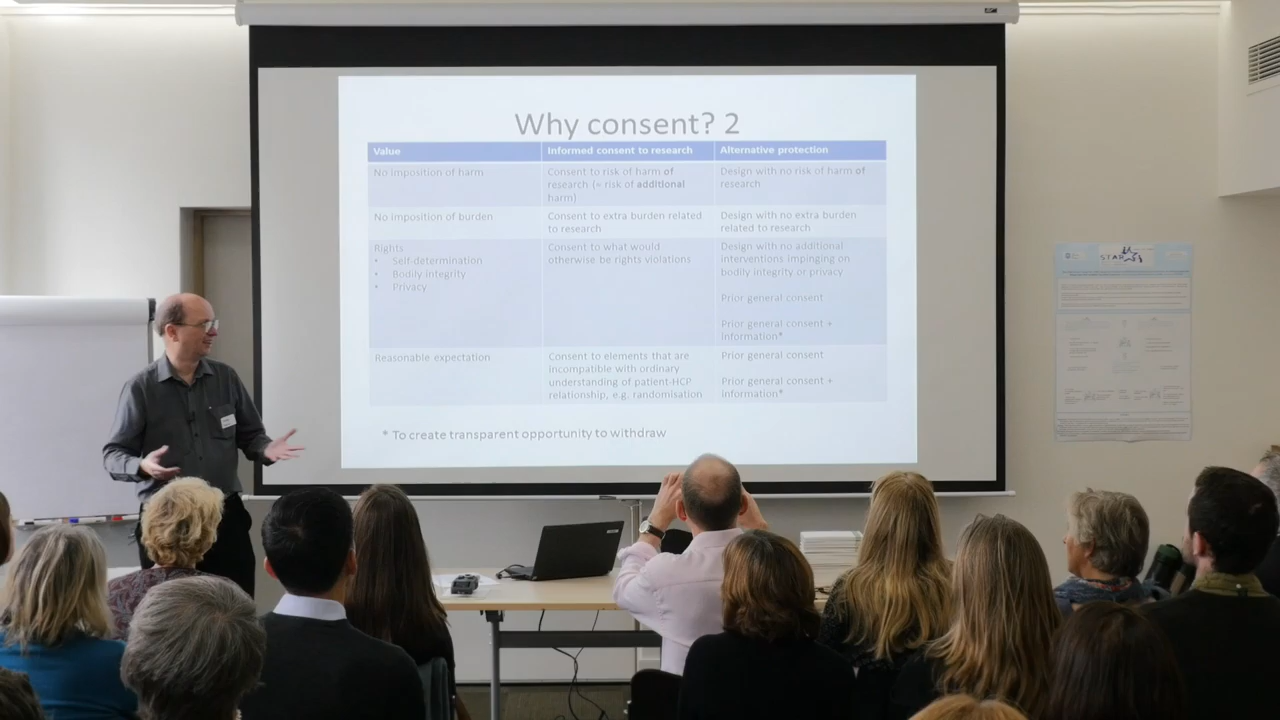 Why consent? 2
Value
Informed consent to research
Alternative protection
No imposition of harm
Consent to risk of harm of
research (= risk of additional
harm)
Design with no risk of harm of
research
No imposition of burden
Consent to extra burden related
to research
Design with no extra burden
related to research
Rights
• Self-determination
• Bodily integrity
• Privacy
Consent to what would
otherwise be rights violations
Design with no additional
interventions impinging on
bodily integrity or privacy
Prior general consent
Prior general consent +
information*
Reasonable expectation
Consent to elements that are
incompatible with ordinary
understanding of patient-HCP
relationship, e.g. randomisation
Prior general consent
Prior general consent +
information*
* To create transparent opportunity to withdraw
STAR